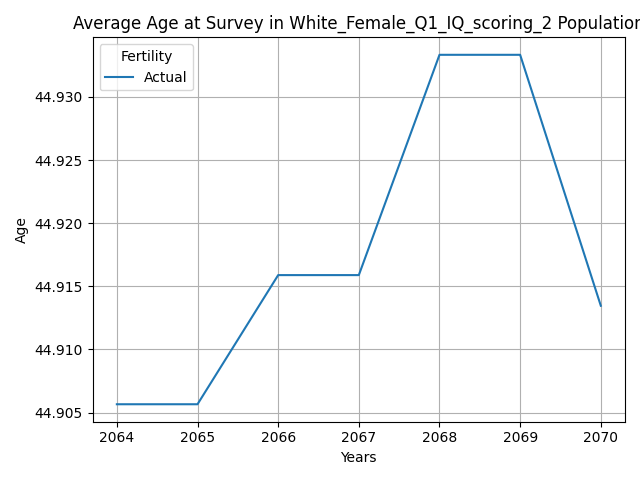 Average Age at Survey in White_Female_Q1_IQ_scoring_2 Population
Fertility
Actual
44.930
44.925
44.920
44.915
44.910
44.905
Age
2064 2065 2066 2067 2068 2069 2070
Years